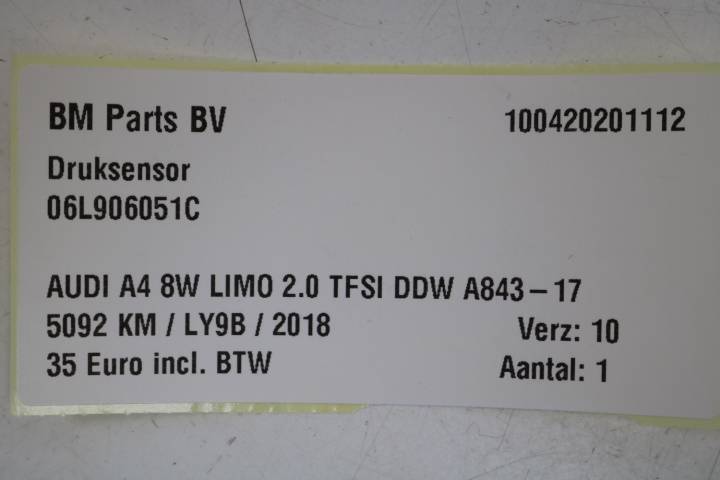 BM Parts BV 100420201112
Druksensor
06L906051C
AUDI A4 8W LIMO 2.0 TFSI DDW A843-17
5092 KM / LY9B / 2018 Verz: 10
35 Euro incl. BTW Aantal: 1